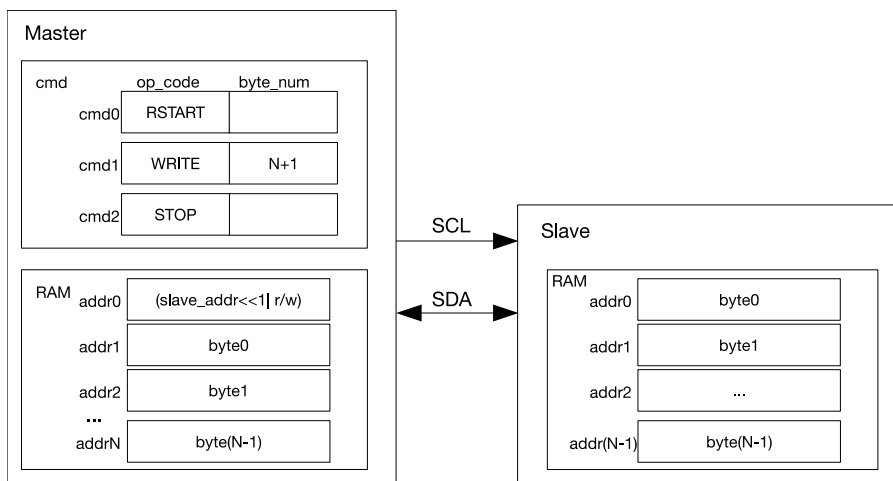 Master
cmd op_code byte_num
cmd0 RSTART
cmd1 WRITE N+1
cmd2 STOP
RAM
addr0 (slave_addr<<1| r/w)
addr1 byte0
addr2 byte1
...
addrN byte(N-1)
SCL
SDA
Slave
RAM
addr0 byte0
addr1 byte1
addr2 ...
addr(N-1) byte(N-1)